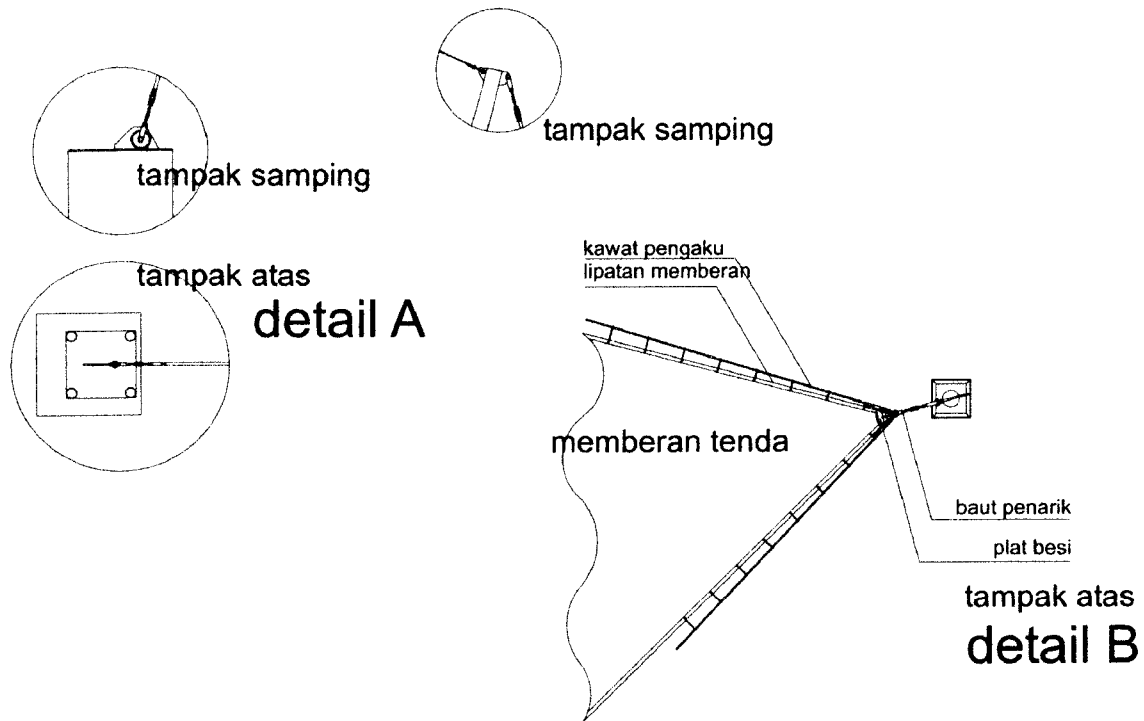 tampak samping
tampak samping
tampak atas
detail A
kawat pengaku
lipatan memberan
memberan tenda
baut penarik
plat besi
tampak atas
detail B